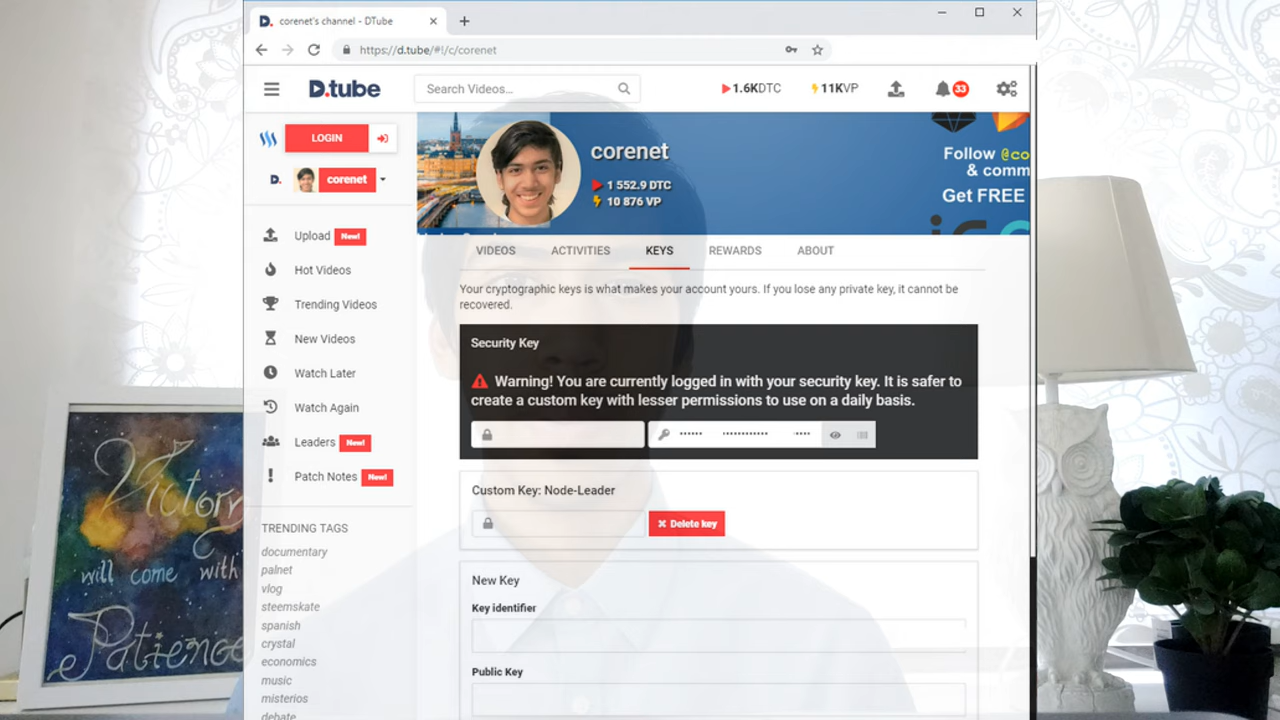 corenet's channel - DTube
https://d.tube/#!/c/corenet
D.tube
Search Videos...
1.6KDTC
11KVP
33
LOGIN
D.
corenet
Upload New!
Hot Videos
Trending Videos
New Videos
Watch Later
Watch Again
Leaders New!
Patch Notes New!
TRENDING TAGS
documentary
palnet
vlog
steemskate
spanish
crystal
economics
music
misterios
debate
corenet
1 552.9 DTC
10 876 VP
Follow @co
& comm
Get FREE
VIDEOS ACTIVITIES KEYS REWARDS ABOUT
Your cryptographic keys is what makes your account yours. If you lose any private key, it cannot be
recovered.
Security Key
Warning! You are currently logged in with your security key. It is safer to
create a custom key with lesser permissions to use on a daily basis.
Custom Key: Node-Leader
Delete key
New Key
Key identifier
Public Key
Victory
will come with
Patience